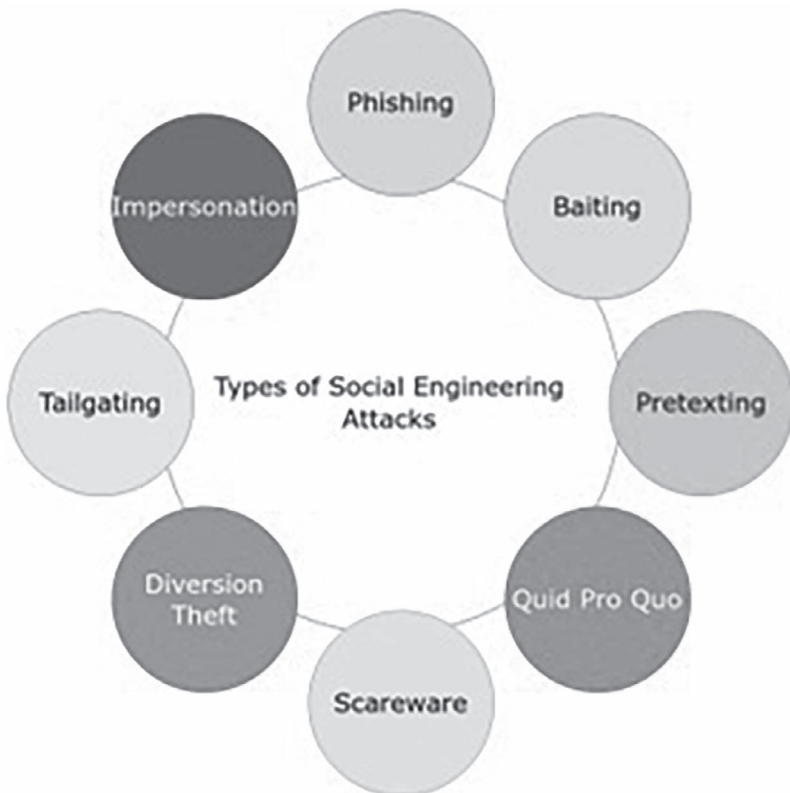 Phishing
Baiting
Pretexting
Quid Pro Quo
Scareware
Diversion
Theft
Tailgating
Impersonation
Types of Social Engineering
Attacks